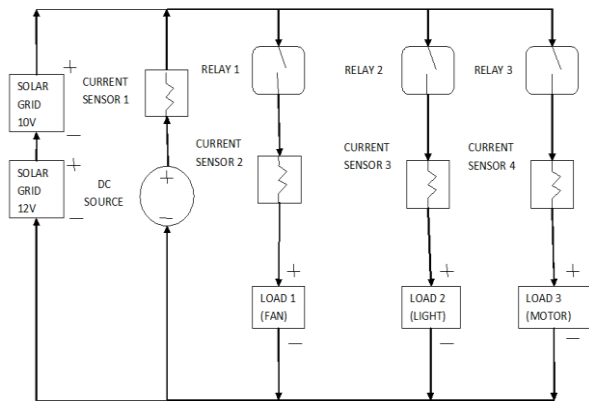 SOLAR
GRID
10V
+
−
SOLAR
GRID
12V
+
−
CURRENT
SENSOR 1
DC
SOURCE
+
−
RELAY 1
CURRENT
SENSOR 2
+
LOAD 1
(FAN)
−
RELAY 2
CURRENT
SENSOR 3
+
LOAD 2
(LIGHT)
−
RELAY 3
CURRENT
SENSOR 4
+
LOAD 3
(MOTOR)
−